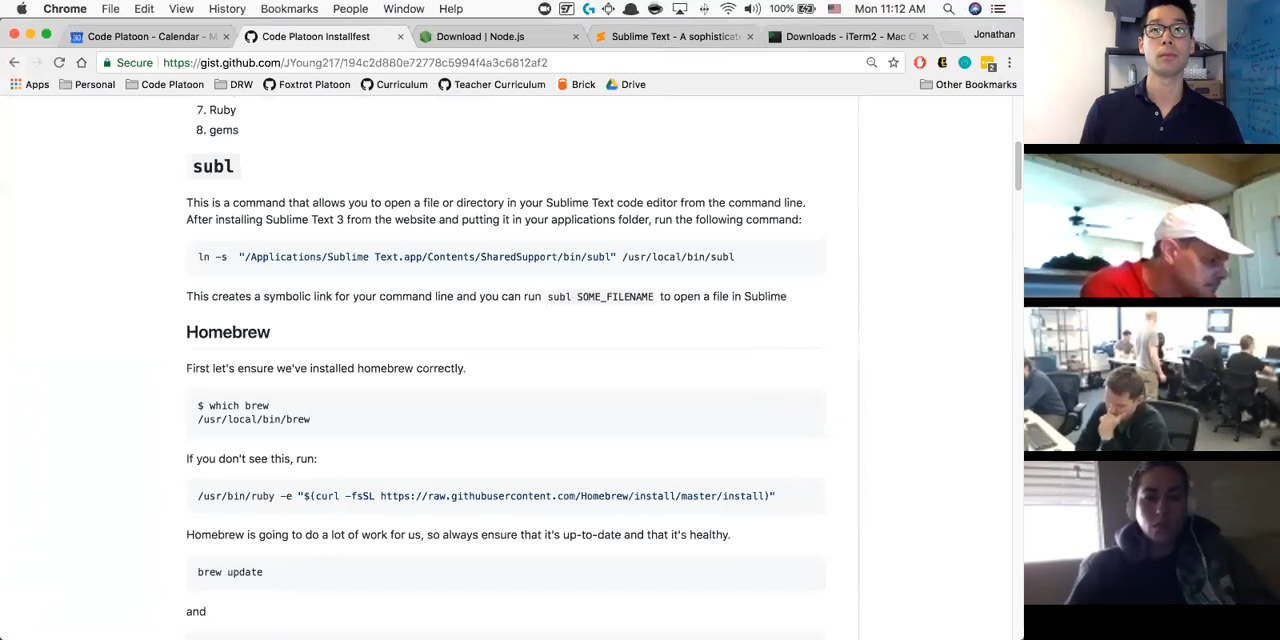 Chrome File Edit View History Bookmarks People Window Help 100% Mon 11:12 AM
Code Platoon - Calendar - M Code Platoon Installfest Download | Node.js Sublime Text - A sophisticat Downloads - iTerm2 - Mac O Jonathan
Secure https://gist.github.com/JYoung217/194c2d880e72778c5994f4a3c6812af2
Apps Personal Code Platoon DRW Foxtrot Platoon Curriculum Teacher Curriculum Brick Drive Other Bookmarks
7. Ruby
8. gems
subl
This is a command that allows you to open a file or directory in your Sublime Text code editor from the command line.
After installing Sublime Text 3 from the website and putting it in your applications folder, run the following command:
ln -s "/Applications/Sublime Text.app/Contents/SharedSupport/bin/subl" /usr/local/bin/subl
This creates a symbolic link for your command line and you can run subl SOME_FILENAME to open a file in Sublime
Homebrew
First let's ensure we've installed homebrew correctly.
$ which brew
/usr/local/bin/brew
If you don't see this, run:
/usr/bin/ruby -e "$(curl -fsSL https://raw.githubusercontent.com/Homebrew/install/master/install)"
Homebrew is going to do a lot of work for us, so always ensure that it's up-to-date and that it's healthy.
brew update
and